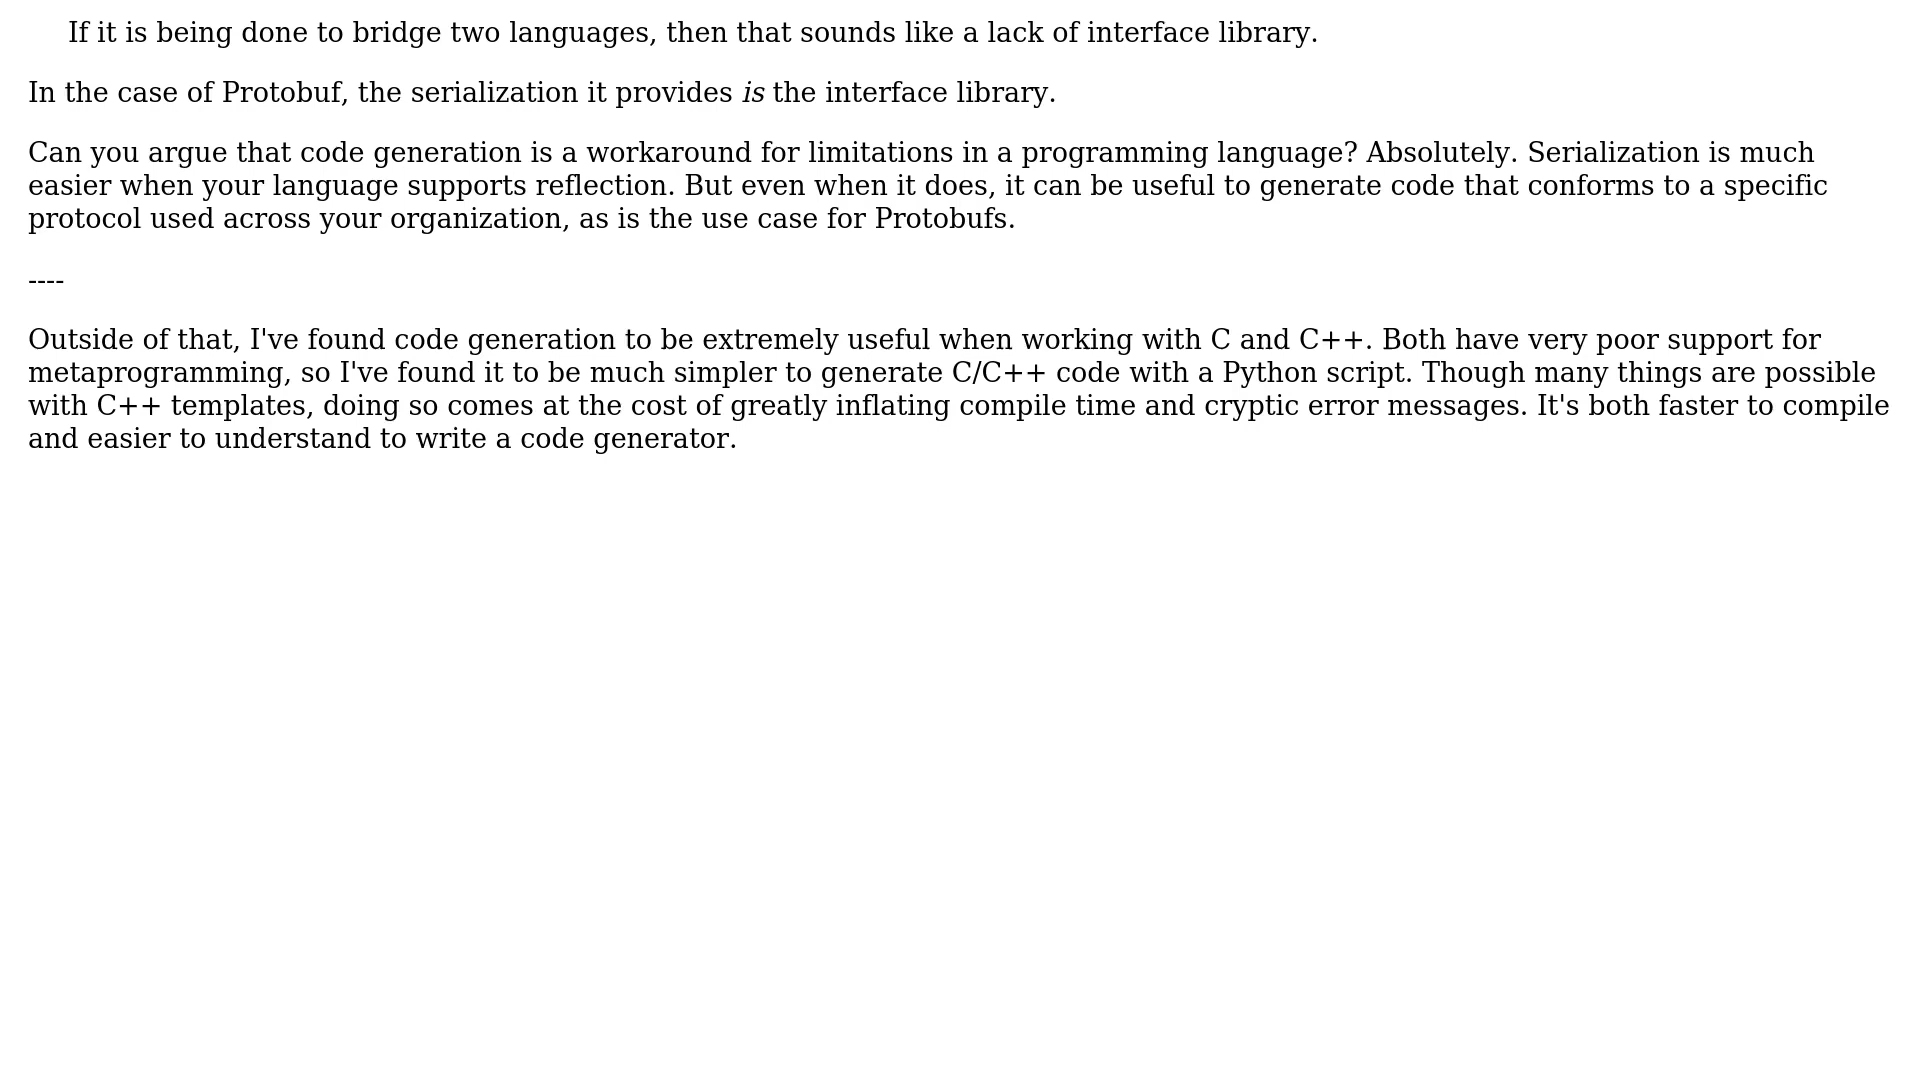 If it is being done to bridge two languages, then that sounds like a lack of interface library.
In the case of Protobuf, the serialization it provides is the interface library.
Can you argue that code generation is a workaround for limitations in a programming language? Absolutely. Serialization is much
easier when your language supports reflection. But even when it does, it can be useful to generate code that conforms to a specific
protocol used across your organization, as is the use case for Protobufs.
----
Outside of that, I've found code generation to be extremely useful when working with C and C++. Both have very poor support for
metaprogramming, so I've found it to be much simpler to generate C/C++ code with a Python script. Though many things are possible
with C++ templates, doing so comes at the cost of greatly inflating compile time and cryptic error messages. It's both faster to compile
and easier to understand to write a code generator.